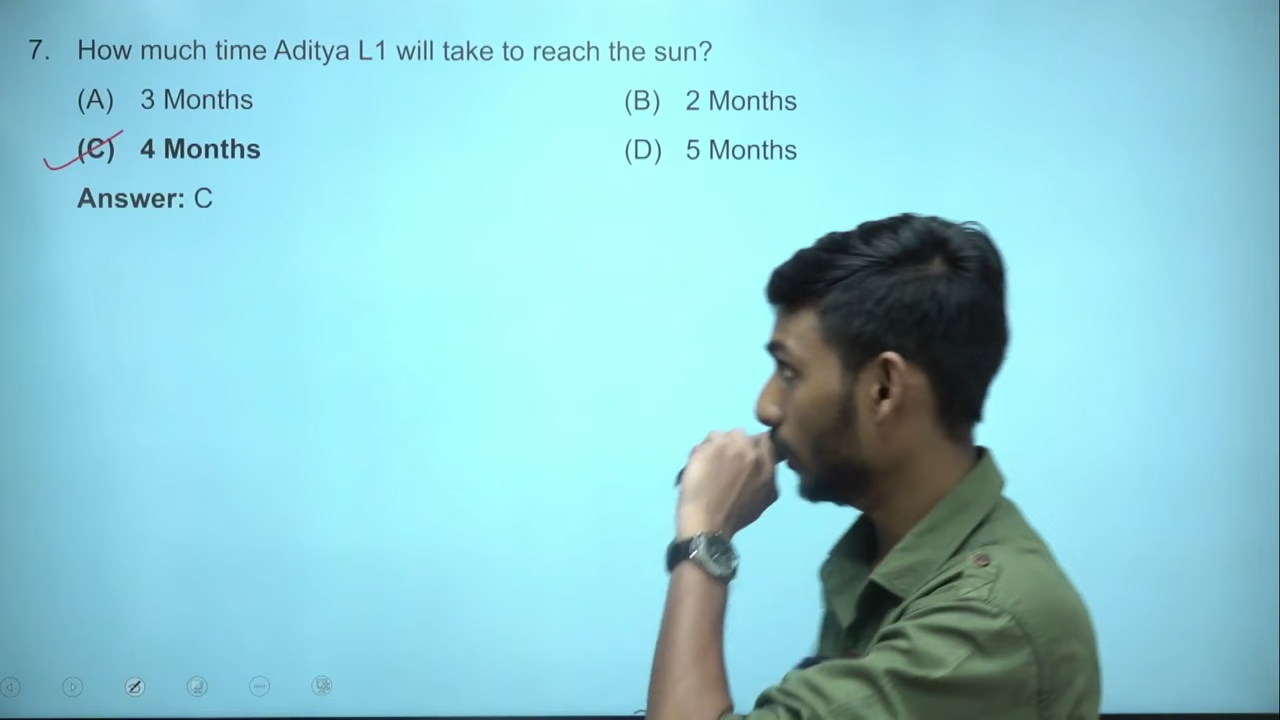 7. How much time Aditya L1 will take to reach the sun?
(A) 3 Months (B) 2 Months
(C) 4 Months (D) 5 Months
Answer: C